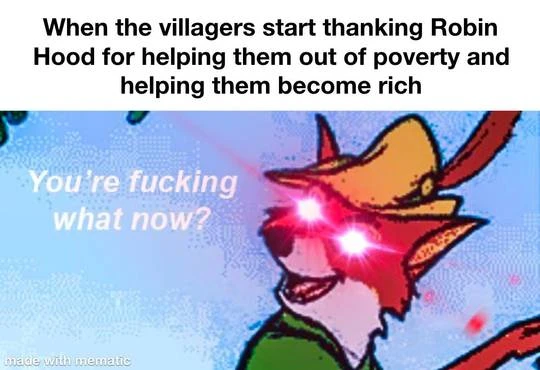 When the villagers start thanking Robin
Hood for helping them out of poverty and
helping them become rich
You're fucking
what now?
made with mematic